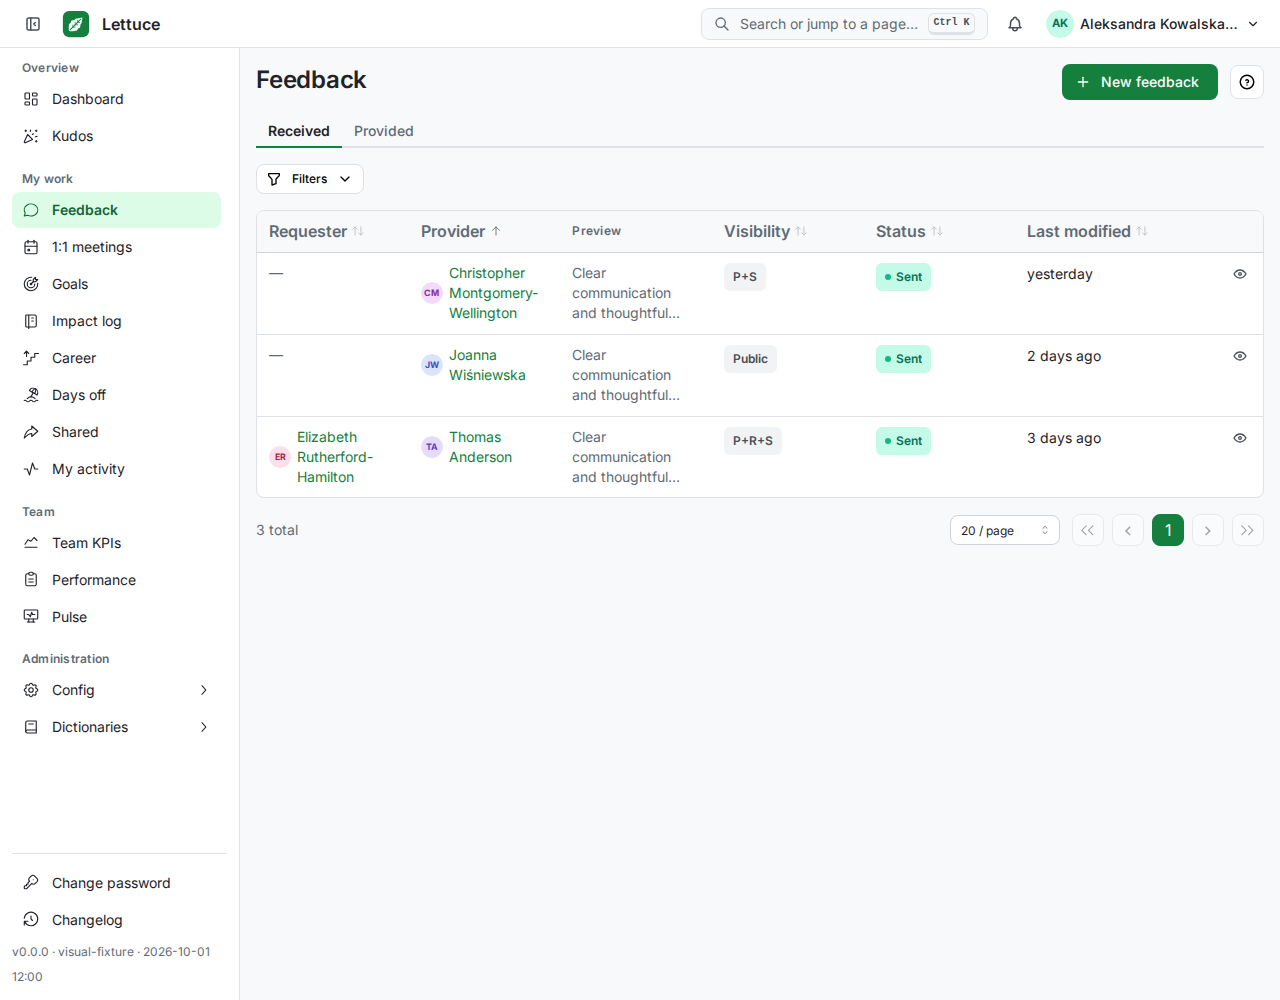 Lettuce
Search or jump to a page...
Ctrl K
AK
Aleksandra Kowalska...
Overview
Dashboard
Kudos
My work
Feedback
1:1 meetings
Goals
Impact log
Career
Days off
Shared
My activity
Team
Team KPIs
Performance
Pulse
Administration
Config
Dictionaries
Change password
Changelog
v0.0.0 · visual-fixture · 2026-10-01
12:00
Feedback
New feedback
Received
Provided
Filters
Requester
Provider
Preview
Visibility
Status
Last modified
—
CM
Christopher
Montgomery-
Wellington
Clear
communication
and thoughtful...
P+S
Sent
yesterday
—
JW
Joanna
Wiśniewska
Clear
communication
and thoughtful...
Public
Sent
2 days ago
ER
Elizabeth
Rutherford-
Hamilton
TA
Thomas
Anderson
Clear
communication
and thoughtful...
P+R+S
Sent
3 days ago
3 total
20 / page
1